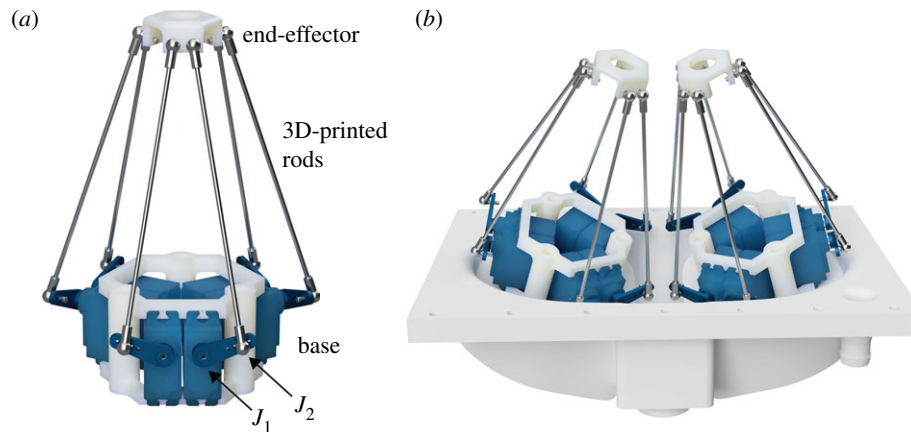 (a)
end-effector
3D-printed
rods
base
J1
J2
(b)